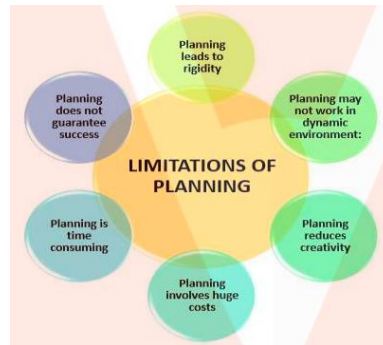 Planning
leads to
rigidity
Planning may
not work in
dynamic
environment:
Planning
reduces
creativity
Planning
involves huge
costs
Planning is
time
consuming
Planning
does not
guarantee
success
LIMITATIONS OF
PLANNING